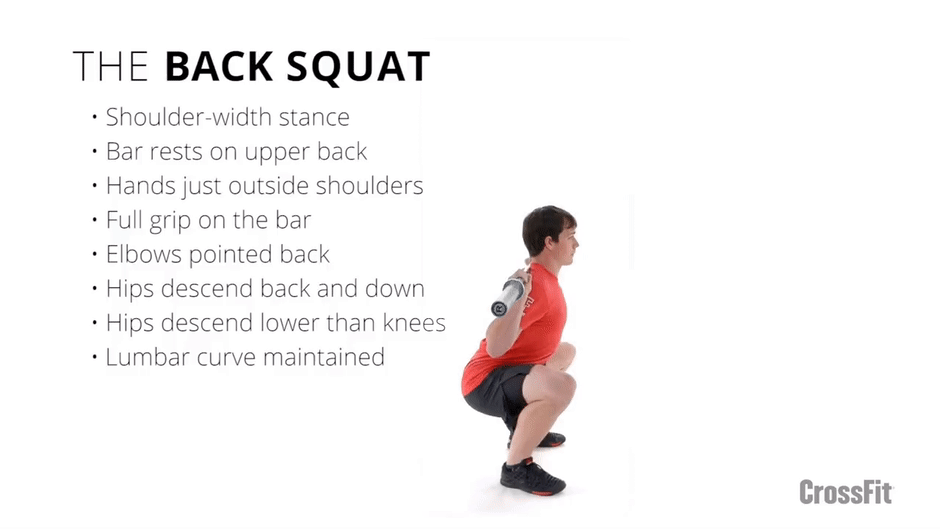 THE BACK SQUAT
• Shoulder-width stance
• Bar rests on upper back
• Hands just outside shoulders
• Full grip on the bar
• Elbows pointed back
• Hips descend back and down
• Hips descend lower than knees
• Lumbar curve maintained
CrossFit